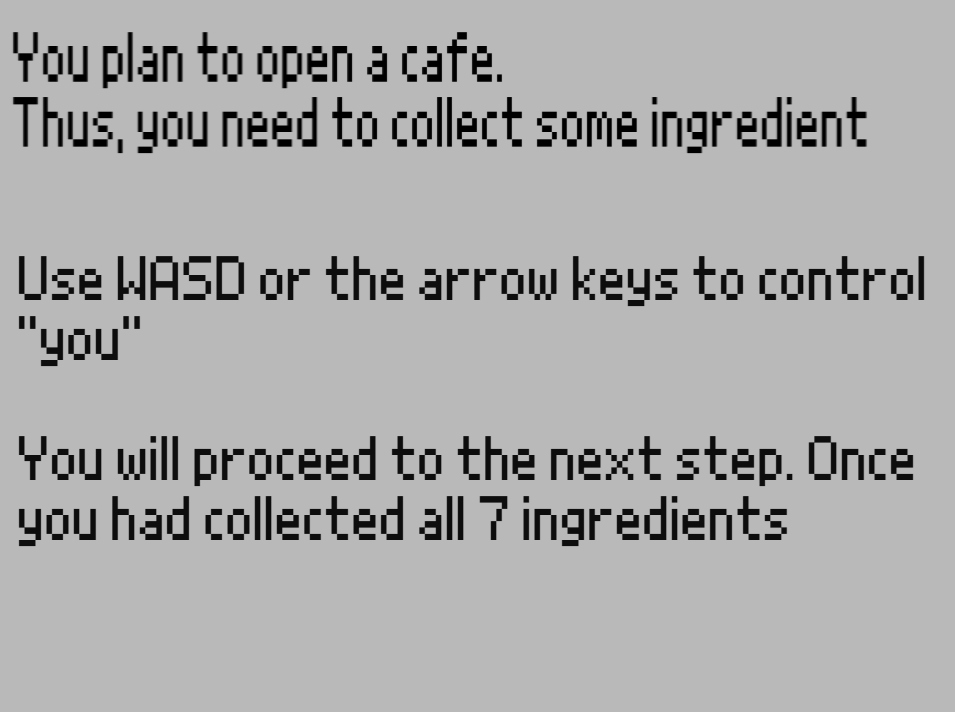 You plan to open a cafe.
Thus, you need to collect some ingredient
Use WASD or the arrow keys to control
"you"
You will proceed to the next step. Once
you had collected all 7 ingredients